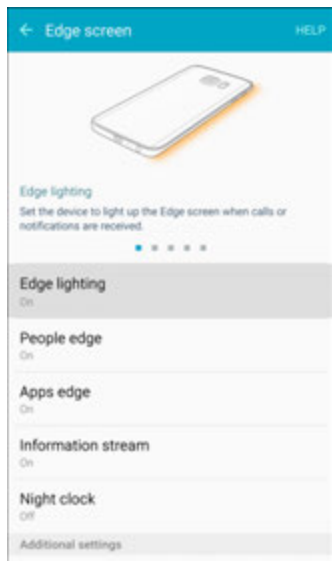 ← Edge screen HELP
Edge lighting
Set the device to light up the Edge screen when calls or
notifications are received.
Edge lighting
On
People edge
On
Apps edge
On
Information stream
On
Night clock
Off
Additional settings